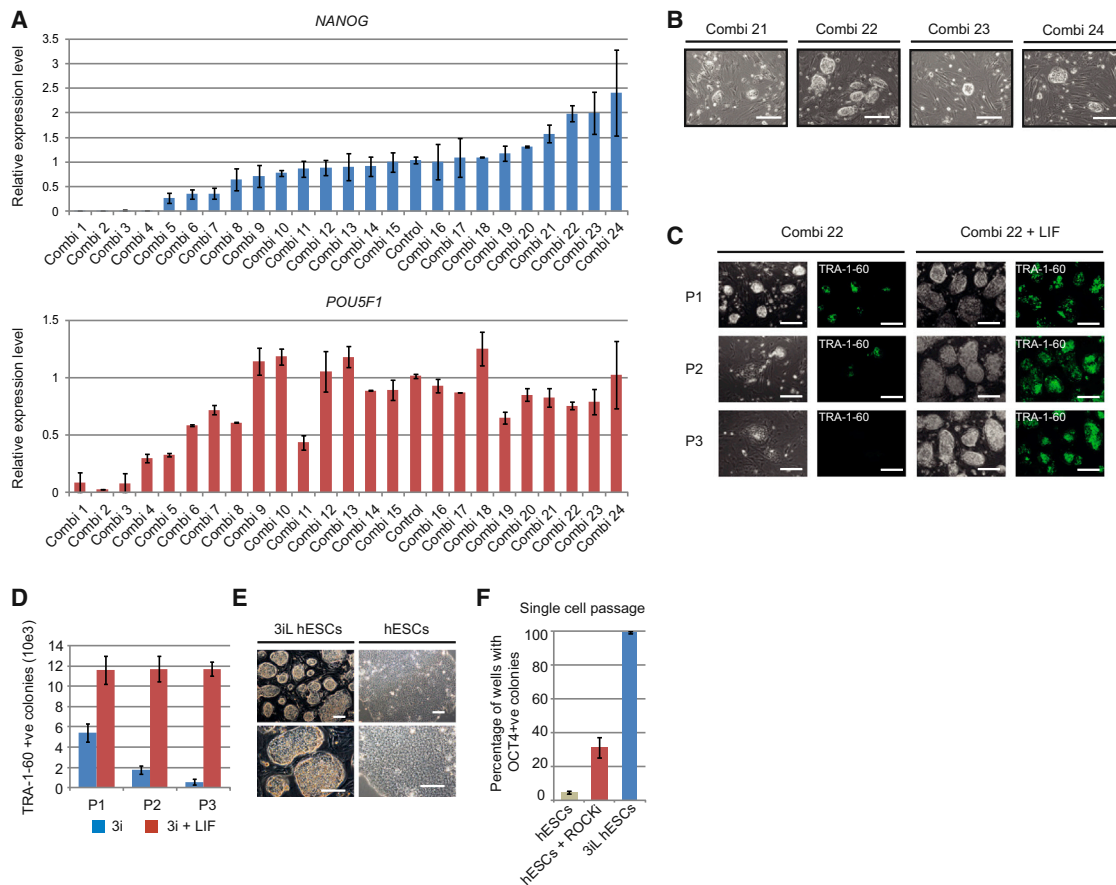 A
NANOG
Relative expression level
3.5
3
2.5
2
1.5
1
0.5
0
Combi 1
Combi 2
Combi 3
Combi 4
Combi 5
Combi 6
Combi 7
Combi 8
Combi 9
Combi 10
Combi 11
Combi 12
Combi 13
Combi 14
Combi 15
Control
Combi 16
Combi 17
Combi 18
Combi 19
Combi 20
Combi 21
Combi 22
Combi 23
Combi 24
POU5F1
Relative expression level
1.5
1
0.5
0
Combi 1
Combi 2
Combi 3
Combi 4
Combi 5
Combi 6
Combi 7
Combi 8
Combi 9
Combi 10
Combi 11
Combi 12
Combi 13
Combi 14
Combi 15
Control
Combi 16
Combi 17
Combi 18
Combi 19
Combi 20
Combi 21
Combi 22
Combi 23
Combi 24
B
Combi 21
Combi 22
Combi 23
Combi 24
C
Combi 22
Combi 22 + LIF
P1
TRA-1-60
TRA-1-60
P2
TRA-1-60
TRA-1-60
P3
TRA-1-60
TRA-1-60
D
TRA-1-60 +ve colonies (10e3)
14
12
10
8
6
4
2
0
P1
P2
P3
3i
3i + LIF
E
3iL hESCs
hESCs
F
Single cell passage
Percentage of wells with
OCT4+ve colonies
100
80
60
40
20
0
hESCs
hESCs + ROCKi
3iL hESCs